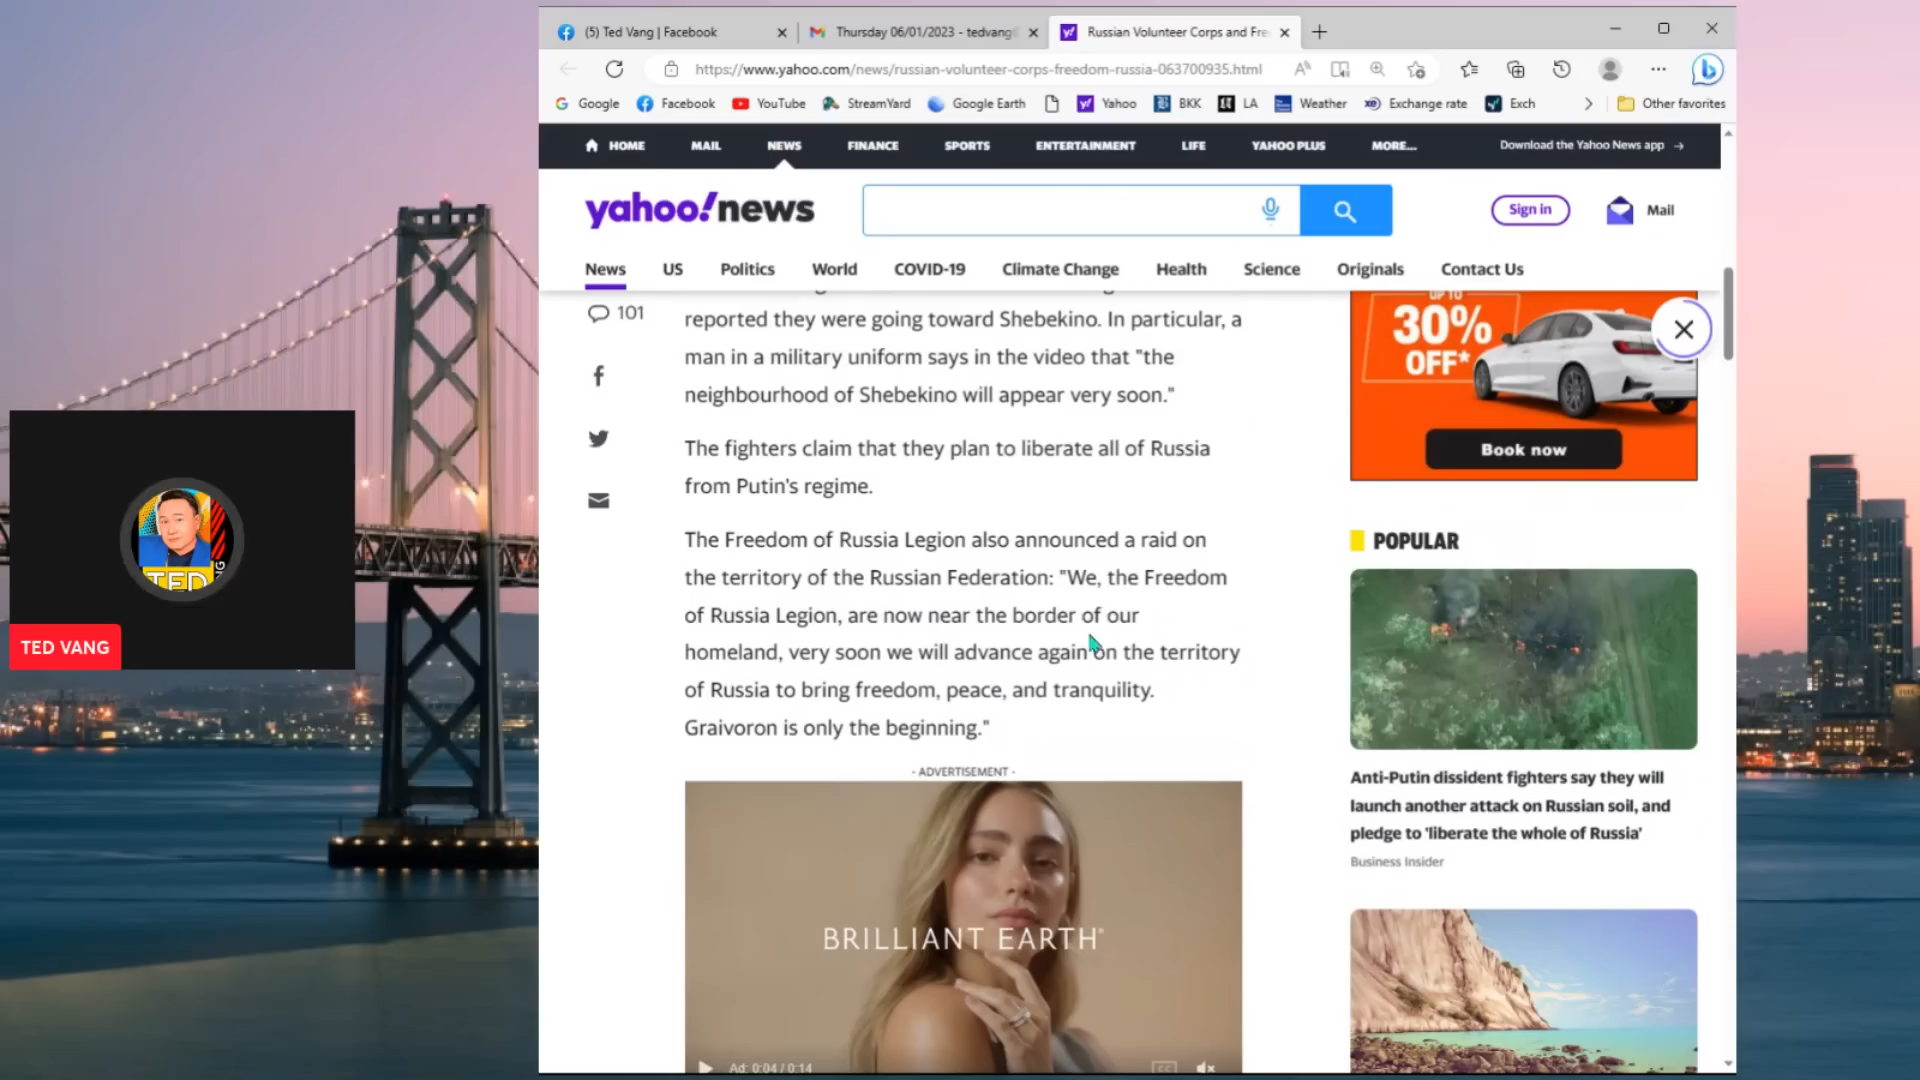 (5) Ted Vang | Facebook
Thursday 06/01/2023 - tedvang
Russian Volunteer Corps and Fre
https://www.yahoo.com/news/russian-volunteer-corps-freedom-russia-063700935.html
Google
Facebook
YouTube
StreamYard
Google Earth
Yahoo
BKK
LA
Weather
Exchange rate
Exch
Other favorites
HOME
MAIL
NEWS
FINANCE
SPORTS
ENTERTAINMENT
LIFE
YAHOO PLUS
MORE...
Download the Yahoo News app →
yahoo!news
Sign in
Mail
News
US
Politics
World
COVID-19
Climate Change
Health
Science
Originals
Contact Us
101
reported they were going toward Shebekino. In particular, a
man in a military uniform says in the video that "the
neighbourhood of Shebekino will appear very soon."
The fighters claim that they plan to liberate all of Russia
from Putin's regime.
The Freedom of Russia Legion also announced a raid on
the territory of the Russian Federation: "We, the Freedom
of Russia Legion, are now near the border of our
homeland, very soon we will advance again on the territory
of Russia to bring freedom, peace, and tranquility.
Graivoron is only the beginning."
- ADVERTISEMENT -
BRILLIANT EARTH
Ad: 0:04 / 0:14
CC
UP TO
30%
OFF*
Book now
POPULAR
Anti-Putin dissident fighters say they will
launch another attack on Russian soil, and
pledge to 'liberate the whole of Russia'
Business Insider
TED
TED VANG